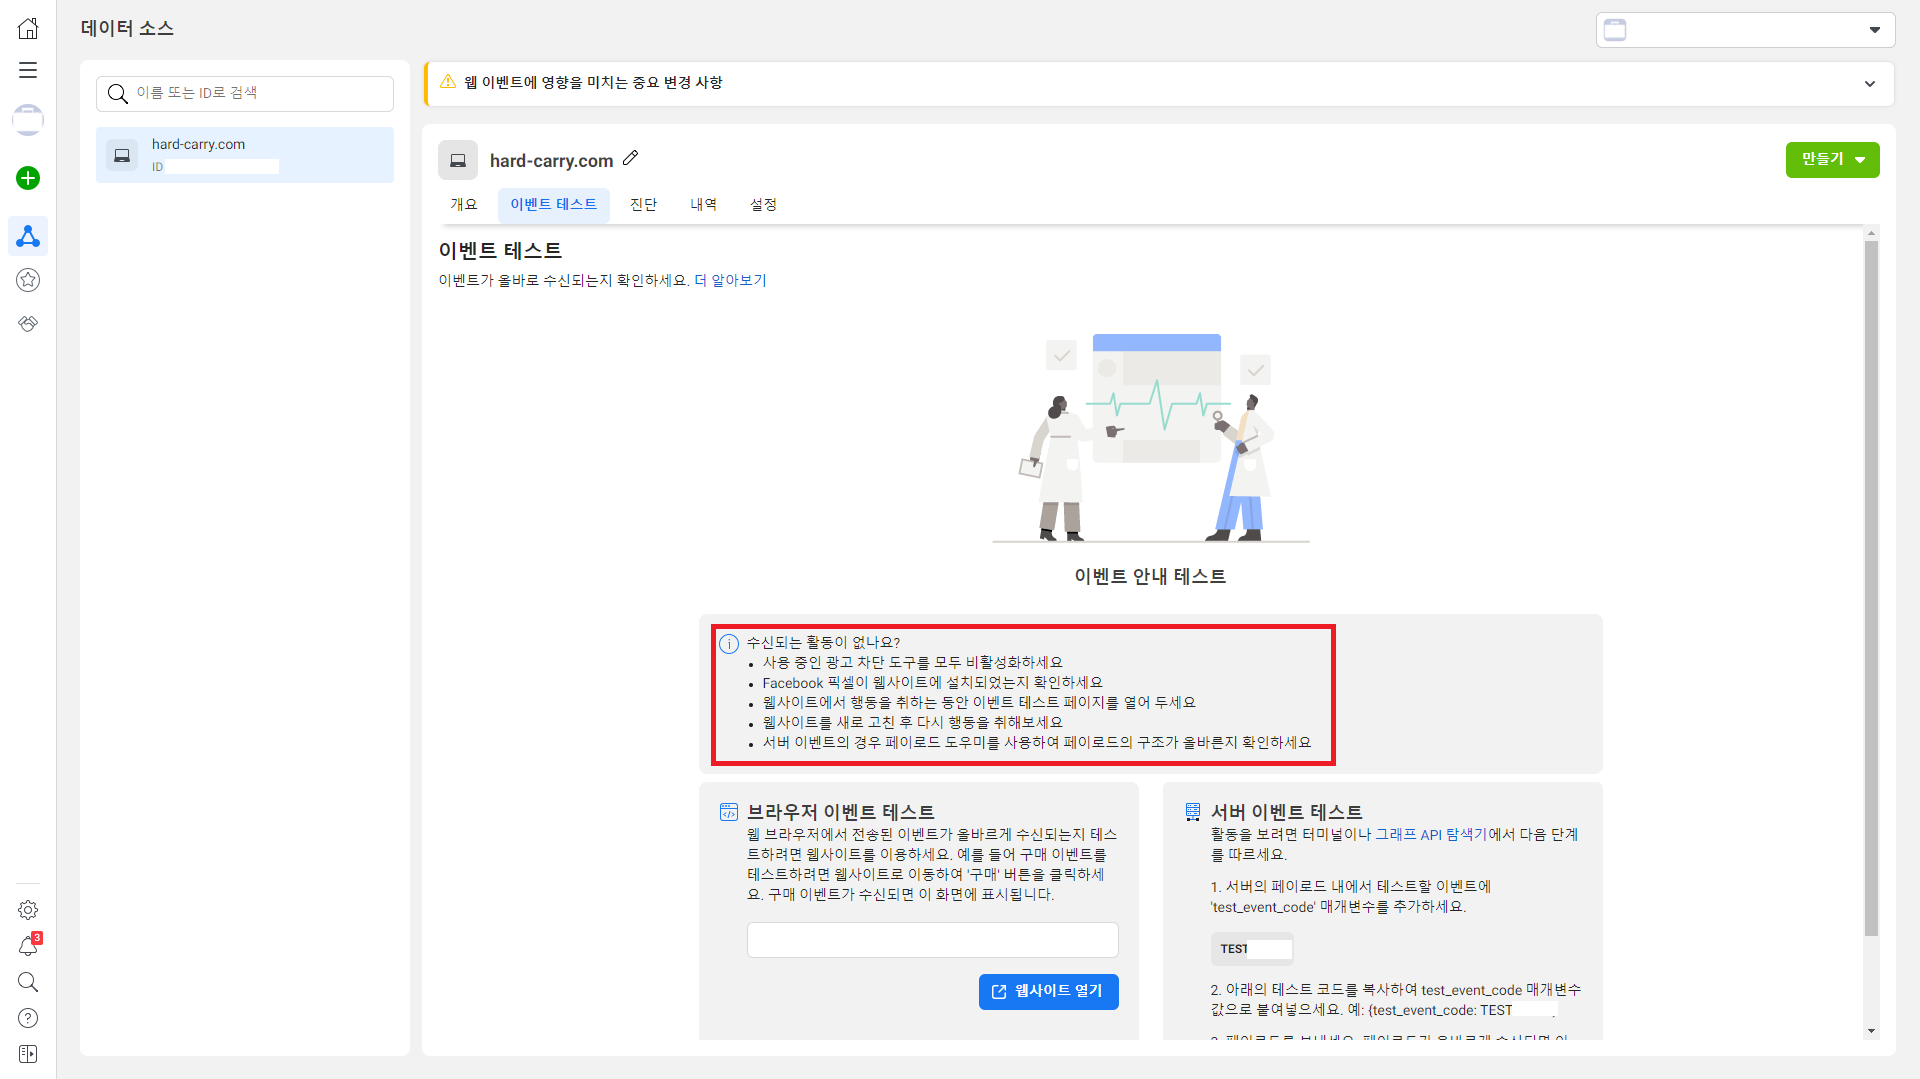 데이터 소스
이름 또는 ID로 검색
hard-carry.com
ID
웹 이벤트에 영향을 미치는 중요 변경 사항
hard-carry.com
만들기
개요
이벤트 테스트
진단
내역
설정
이벤트 테스트
이벤트가 올바로 수신되는지 확인하세요. 더 알아보기
이벤트 안내 테스트
수신되는 활동이 없나요?
• 사용 중인 광고 차단 도구를 모두 비활성화하세요
• Facebook 픽셀이 웹사이트에 설치되었는지 확인하세요
• 웹사이트에서 행동을 취하는 동안 이벤트 테스트 페이지를 열어 두세요
• 웹사이트를 새로 고친 후 다시 행동을 취해보세요
• 서버 이벤트의 경우 페이로드 도우미를 사용하여 페이로드의 구조가 올바른지 확인하세요
브라우저 이벤트 테스트
웹 브라우저에서 전송된 이벤트가 올바르게 수신되는지 테스
트하려면 웹사이트를 이용하세요. 예를 들어 구매 이벤트를
테스트하려면 웹사이트로 이동하여 '구매' 버튼을 클릭하세
요. 구매 이벤트가 수신되면 이 화면에 표시됩니다.
웹사이트 열기
서버 이벤트 테스트
활동을 보려면 터미널이나 그래프 API 탐색기에서 다음 단계
를 따르세요.
1. 서버의 페이로드 내에서 테스트할 이벤트에
'test_event_code' 매개변수를 추가하세요.
TEST
2. 아래의 테스트 코드를 복사하여 test_event_code 매개변수
값으로 붙여넣으세요. 예: {test_event_code: TEST
3